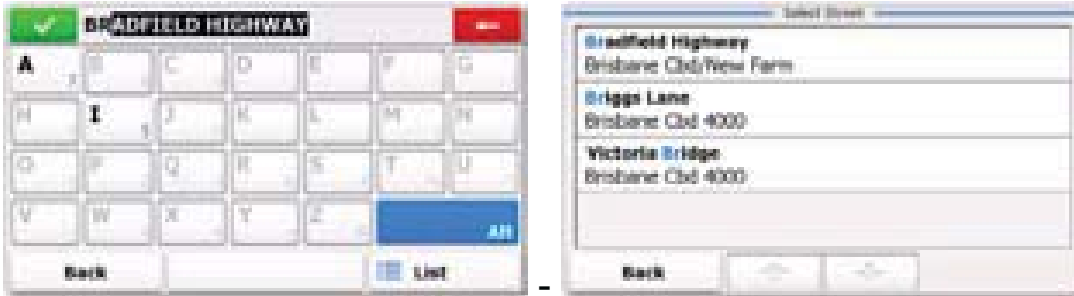 BRADFIELD HIGHWAY
A B C D E F G
H I J K L M N
O P Q R S T U
V W X Y Z Alt
Back List
-
Select Street
Bradfield Highway
Brisbane Cbd/New Farm
Briggs Lane
Brisbane Cbd 4000
Victoria Bridge
Brisbane Cbd 4000
Back